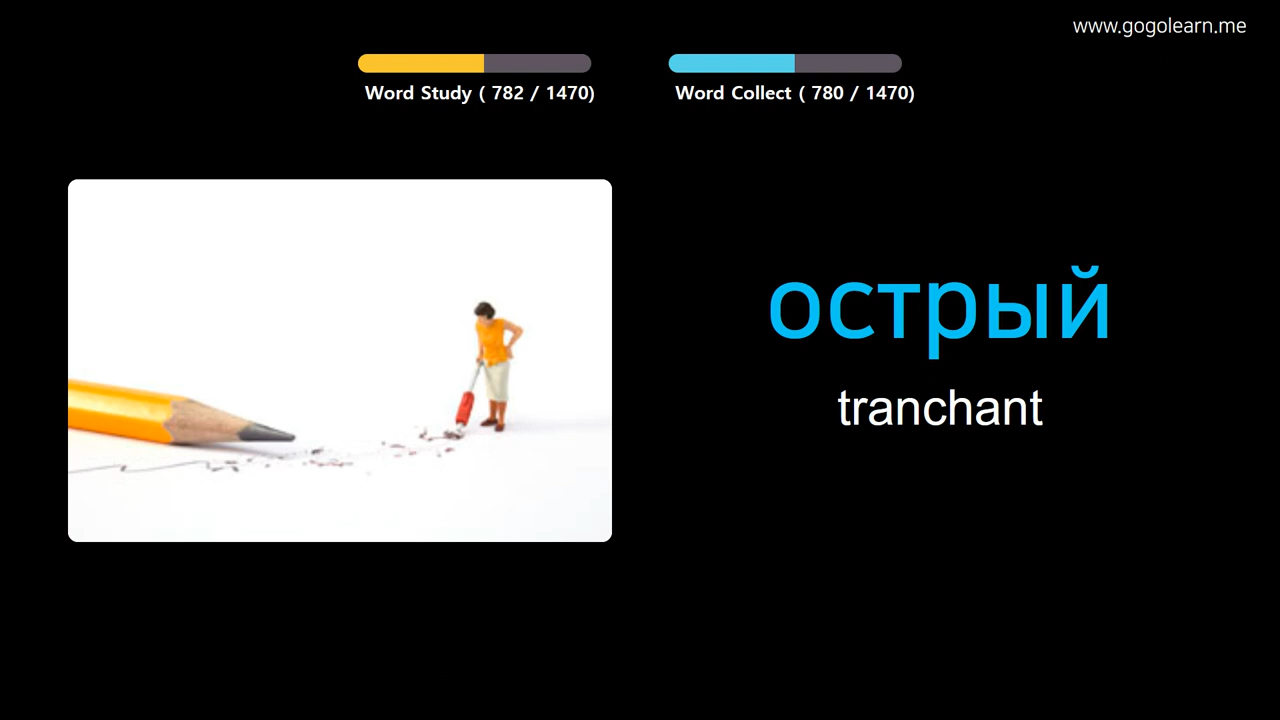 www.gogolearn.me
Word Study ( 782 / 1470)
Word Collect ( 780 / 1470)
острый
tranchant